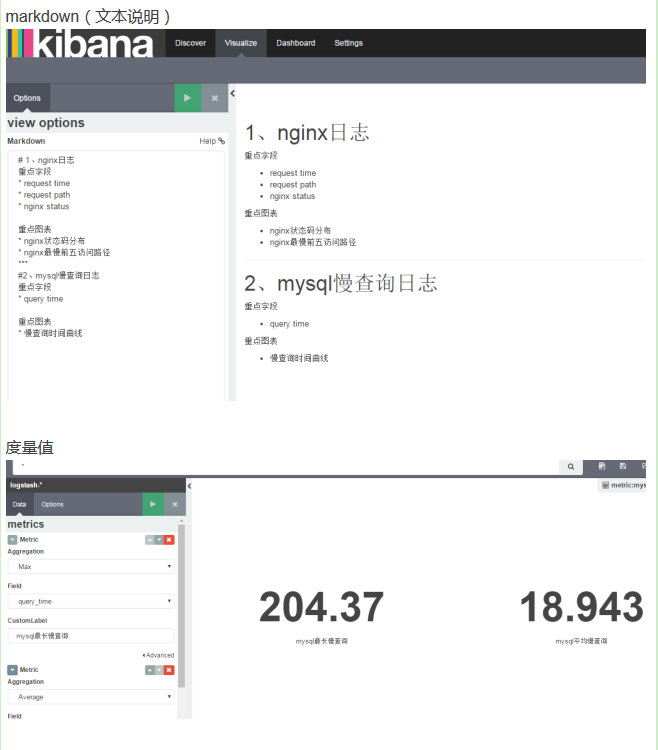 markdown（文本说明）
kibana
Discover Visualize Dashboard Settings
Options
view options
Markdown Help
# 1、nginx日志
重点字段
* request time
* request path
* nginx status
重点图表
* nginx状态码分布
* nginx最慢前五访问路径
***
#2、mysql慢查询日志
重点字段
* query time
重点图表
* 慢查询时间曲线
1、nginx日志
重点字段
• request time
• request path
• nginx status
重点图表
• nginx状态码分布
• nginx最慢前五访问路径
2、mysql慢查询日志
重点字段
• query time
重点图表
• 慢查询时间曲线
度量值
*
logstash-*
metric:mys
Data Options
metrics
Metric
Aggregation
Max
Field
query_time
CustomLabel
mysql最长慢查询
Advanced
Metric
Aggregation
Average
Field
204.37
mysql最长慢查询
18.943
mysql平均慢查询